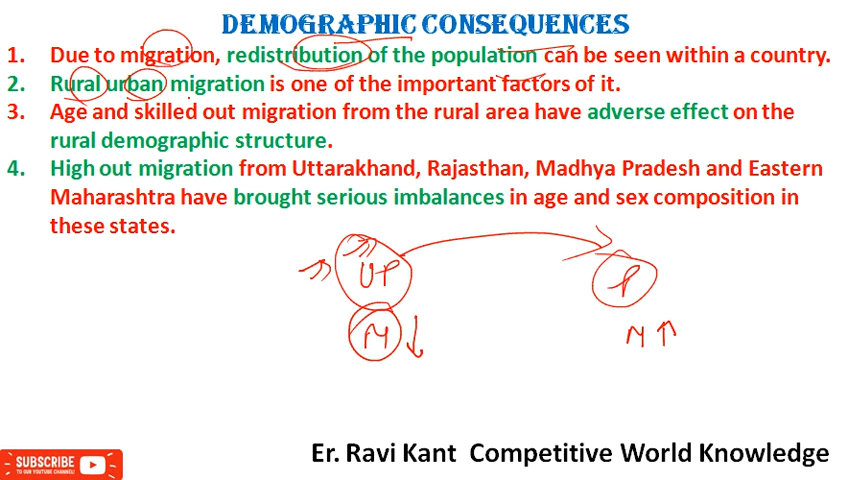 DEMOGRAPHIC CONSEQUENCES
1. Due to migration, redistribution of the population can be seen within a country.
2. Rural urban migration is one of the important factors of it.
3. Age and skilled out migration from the rural area have adverse effect on the
rural demographic structure.
4. High out migration from Uttarakhand, Rajasthan, Madhya Pradesh and Eastern
Maharashtra have brought serious imbalances in age and sex composition in
these states.
UP P
M ↓ M ↑
Er. Ravi Kant Competitive World Knowledge
SUBSCRIBE
TO OUR YOUTUBE CHANNEL!